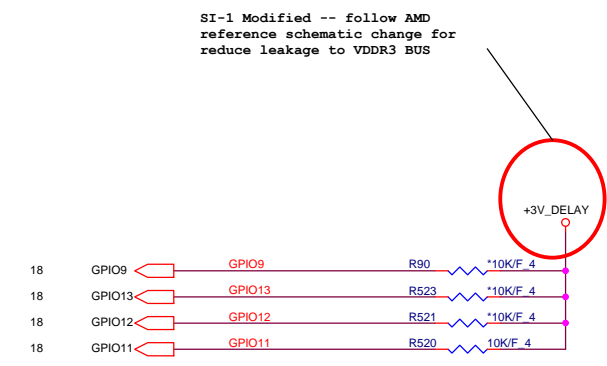 SI-1 Modified -- follow AMD
reference schematic change for
reduce leakage to VDDR3 BUS
+3V_DELAY
18 GPIO9 GPIO9 R90 *10K/F_4
18 GPIO13 GPIO13 R523 *10K/F_4
18 GPIO12 GPIO12 R521 *10K/F_4
18 GPIO11 GPIO11 R520 10K/F_4